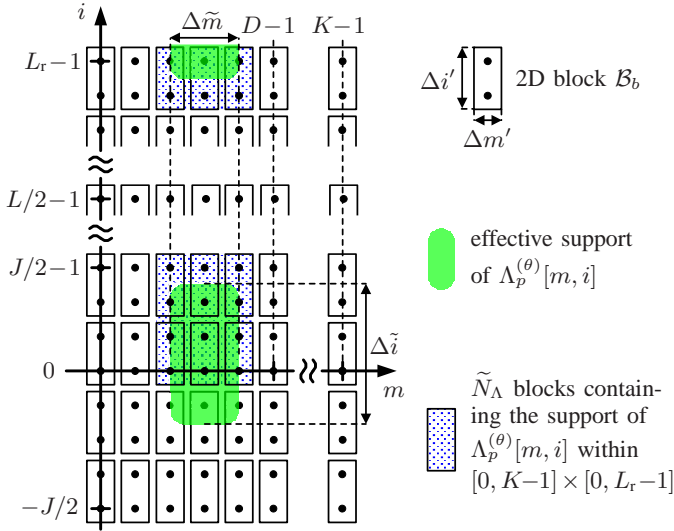 i
Δm̃
D−1
K−1
L_r−1
Δi′
2D block ℬ_b
Δm′
L/2−1
J/2−1
effective support
of Λ_p^(θ)[m, i]
Δĩ
0
m
Ñ_Λ blocks contain-
ing the support of
Λ_p^(θ)[m, i] within
[0, K−1]×[0, L_r−1]
−J/2